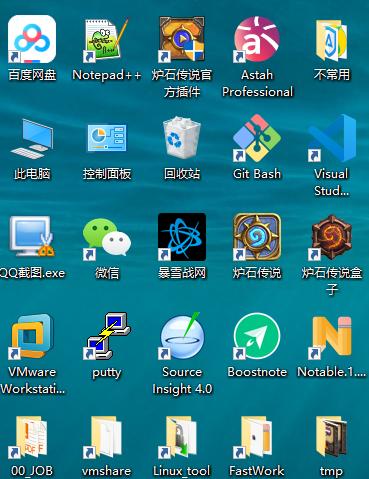 百度网盘
Notepad++
炉石传说官
方插件
Astah
Professional
不常用
此电脑
控制面板
回收站
Git Bash
Visual
Stud...
QQ截图.exe
微信
暴雪战网
炉石传说
炉石传说盒
子
VMware
Workstati...
putty
Source
Insight 4.0
Boostnote
Notable.1....
00_JOB
vmshare
Linux_tool
FastWork
tmp